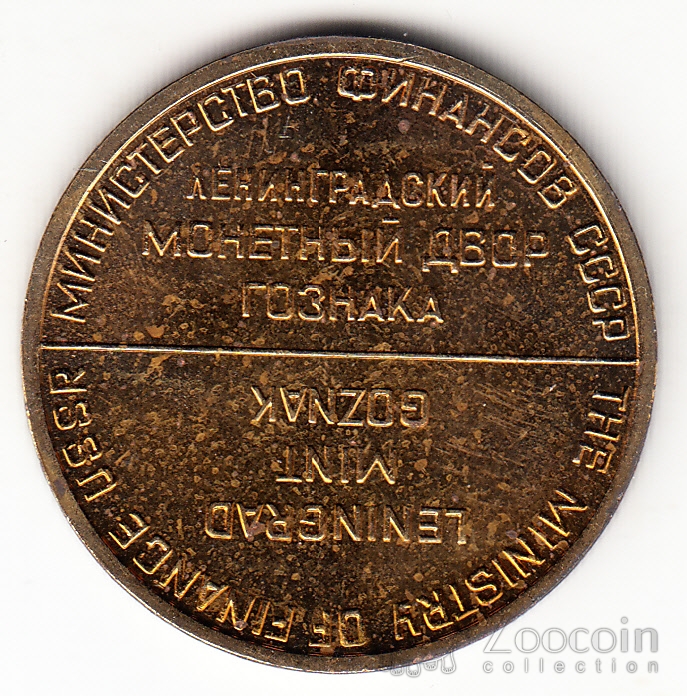 МИНИСТЕРСТВО ФИНАНСОВ СССР
ЛЕНИНГРАДСКИЙ
МОНЕТНЫЙ ДВОР
ГОЗНАКА
THE MINISTRY OF FINANCE USSR
LENINGRAD
MINT
GOZNAK
Zoocoin
collection